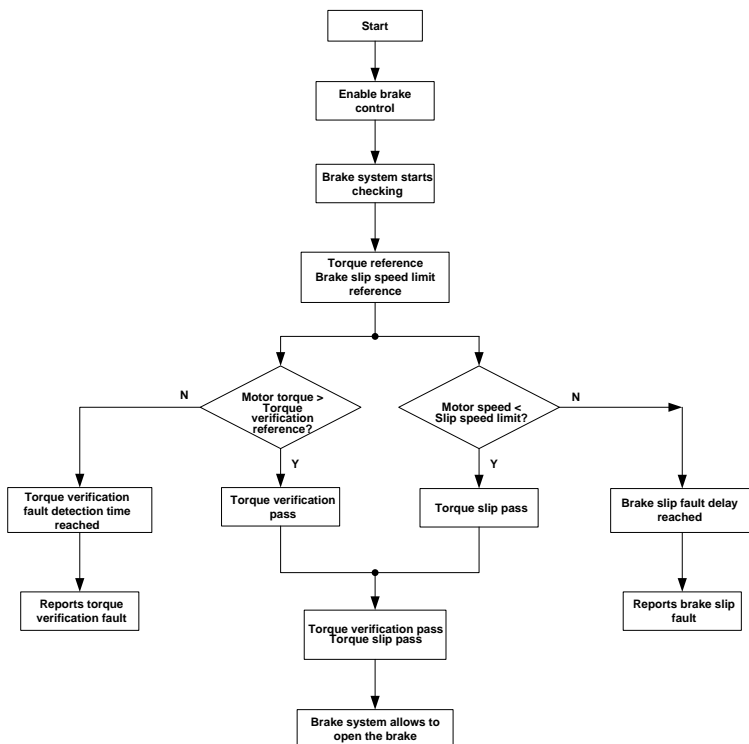 Start
Enable brake
control
Brake system starts
checking
Torque reference
Brake slip speed limit
reference
N
Motor torque >
Torque
verification
reference?
Y
Motor speed <
Slip speed limit?
N
Y
Torque verification
fault detection time
reached
Torque verification
pass
Torque slip pass
Brake slip fault delay
reached
Reports torque
verification fault
Reports brake slip
fault
Torque verification pass
Torque slip pass
Brake system allows to
open the brake